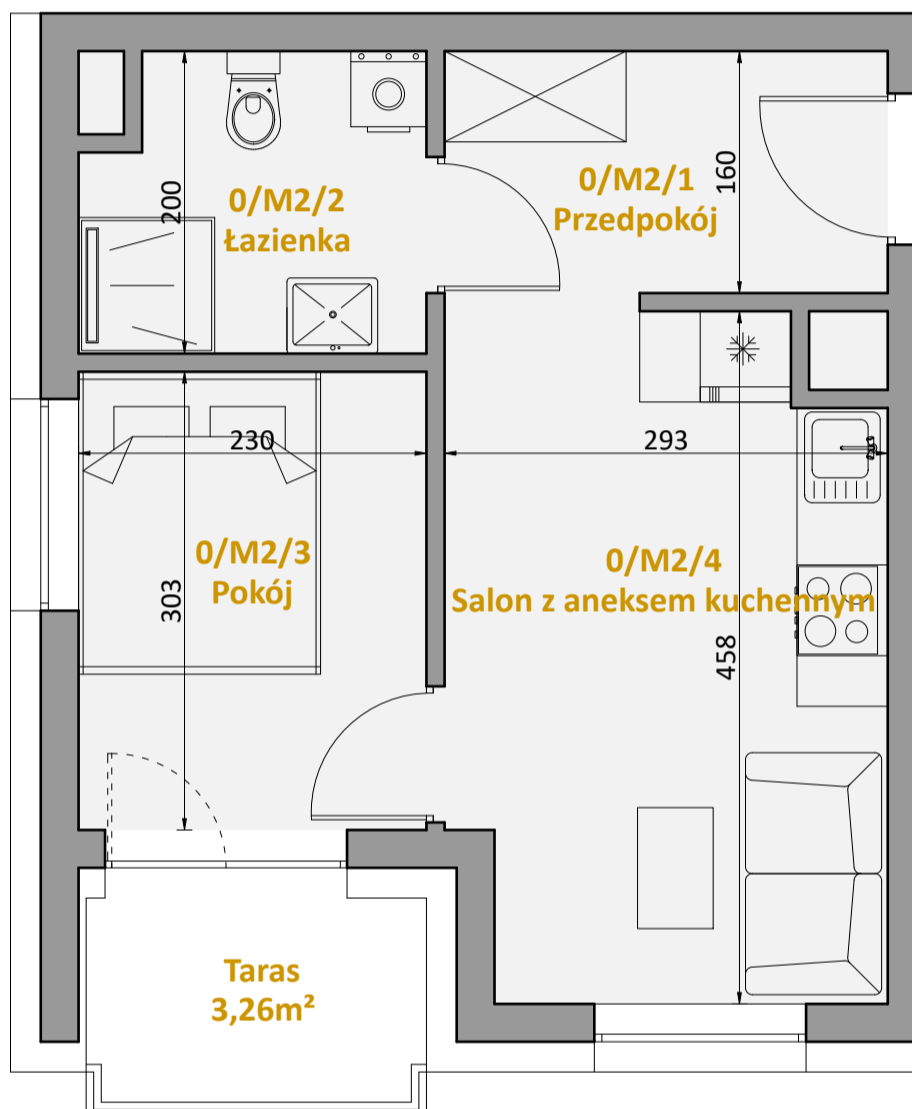 0/M2/2
Łazienka
200
0/M2/1
Przedpokój
160
230
293
0/M2/3
Pokój
303
0/M2/4
Salon z aneksem kuchennym
458
Taras
3,26m²